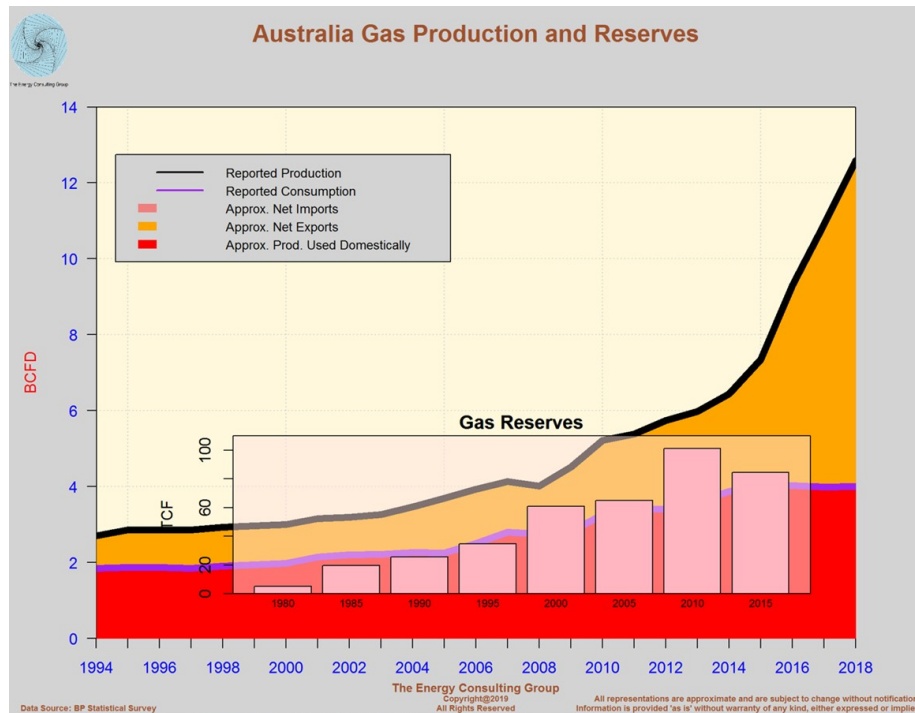 Australia Gas Production and Reserves
The Energy Consulting Group
14
12
10
8
6
4
2
0
BCFD
Reported Production
Reported Consumption
Approx. Net Imports
Approx. Net Exports
Approx. Prod. Used Domestically
Gas Reserves
TCF
100
60
20
0
1980 1985 1990 1995 2000 2005 2010 2015
1994 1996 1998 2000 2002 2004 2006 2008 2010 2012 2014 2016 2018
The Energy Consulting Group
Data Source: BP Statistical Survey
Copyright@2019
All Rights Reserved
All representations are approximate and are subject to change without notification
Information is provided 'as is' without warranty of any kind, either expressed or implie